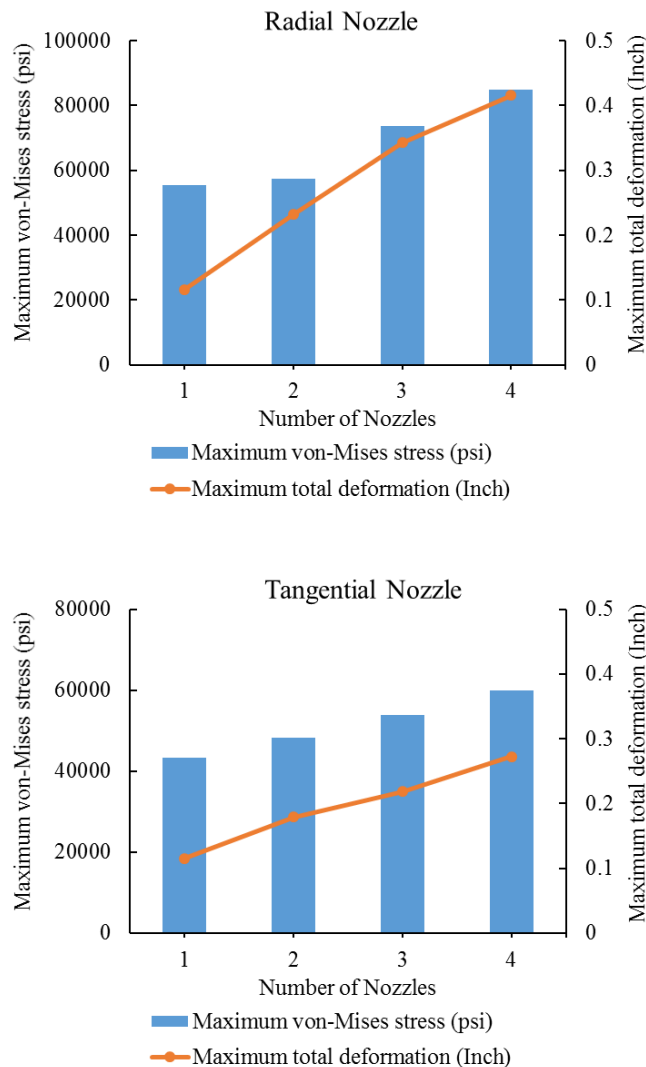 Radial Nozzle
Maximum von-Mises stress (psi)
100000
80000
60000
40000
20000
0
0.5
0.4
0.3
0.2
0.1
0
Maximum total deformation (Inch)
1 2 3 4
Number of Nozzles
Maximum von-Mises stress (psi)
Maximum total deformation (Inch)
Tangential Nozzle
Maximum von-Mises stress (psi)
80000
60000
40000
20000
0
0.5
0.4
0.3
0.2
0.1
0
Maximum total deformation (Inch)
1 2 3 4
Number of Nozzles
Maximum von-Mises stress (psi)
Maximum total deformation (Inch)